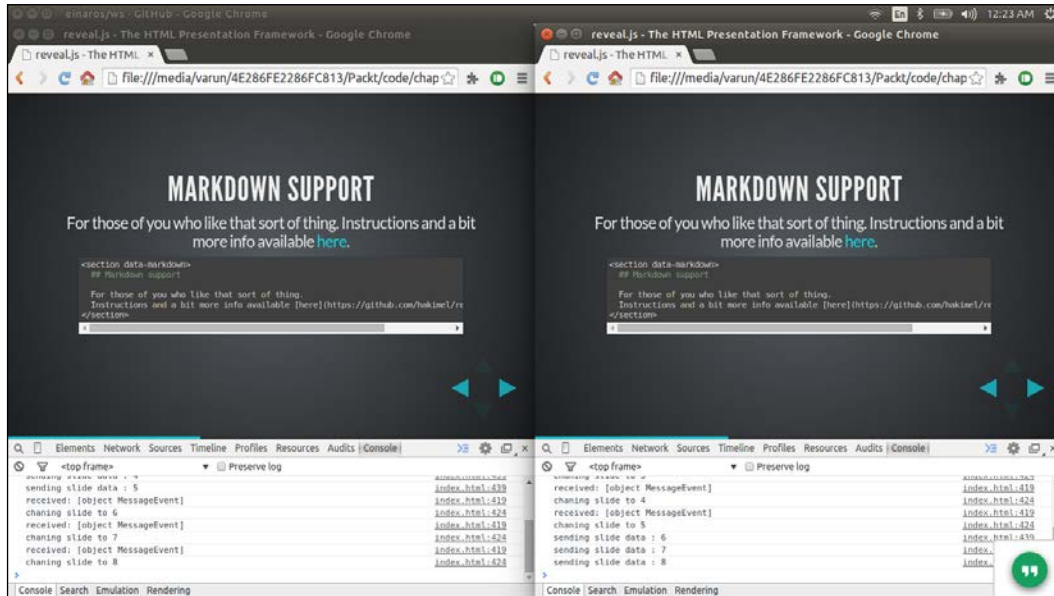 einaros/ws - GitHub - Google Chrome
En
12:23 AM
reveal.js - The HTML Presentation Framework - Google Chrome
reveal.js - The HTML
file:///media/varun/4E286FE2286FC813/Packt/code/chap
MARKDOWN SUPPORT
For those of you who like that sort of thing. Instructions and a bit
more info available here.
<section data-markdown>
## Markdown support
For those of you who like that sort of thing.
Instructions and a bit more info available [here](https://github.com/hakimel/re
</section>
Elements Network Sources Timeline Profiles Resources Audits Console
<top frame> Preserve log
sending slide data : 5 index.html:439
received: [object MessageEvent] index.html:419
chaning slide to 6 index.html:424
received: [object MessageEvent] index.html:419
chaning slide to 7 index.html:424
received: [object MessageEvent] index.html:419
chaning slide to 8 index.html:424
Console Search Emulation Rendering
reveal.js - The HTML Presentation Framework - Google Chrome
reveal.js - The HTML
file:///media/varun/4E286FE2286FC813/Packt/code/chap
MARKDOWN SUPPORT
For those of you who like that sort of thing. Instructions and a bit
more info available here.
<section data-markdown>
## Markdown support
For those of you who like that sort of thing.
Instructions and a bit more info available [here](https://github.com/hakimel/re
</section>
Elements Network Sources Timeline Profiles Resources Audits Console
<top frame> Preserve log
received: [object MessageEvent] index.html:419
chaning slide to 4 index.html:424
received: [object MessageEvent] index.html:419
chaning slide to 5 index.html:424
sending slide data : 6 index.html:439
sending slide data : 7 index.
sending slide data : 8 index.
Console Search Emulation Rendering